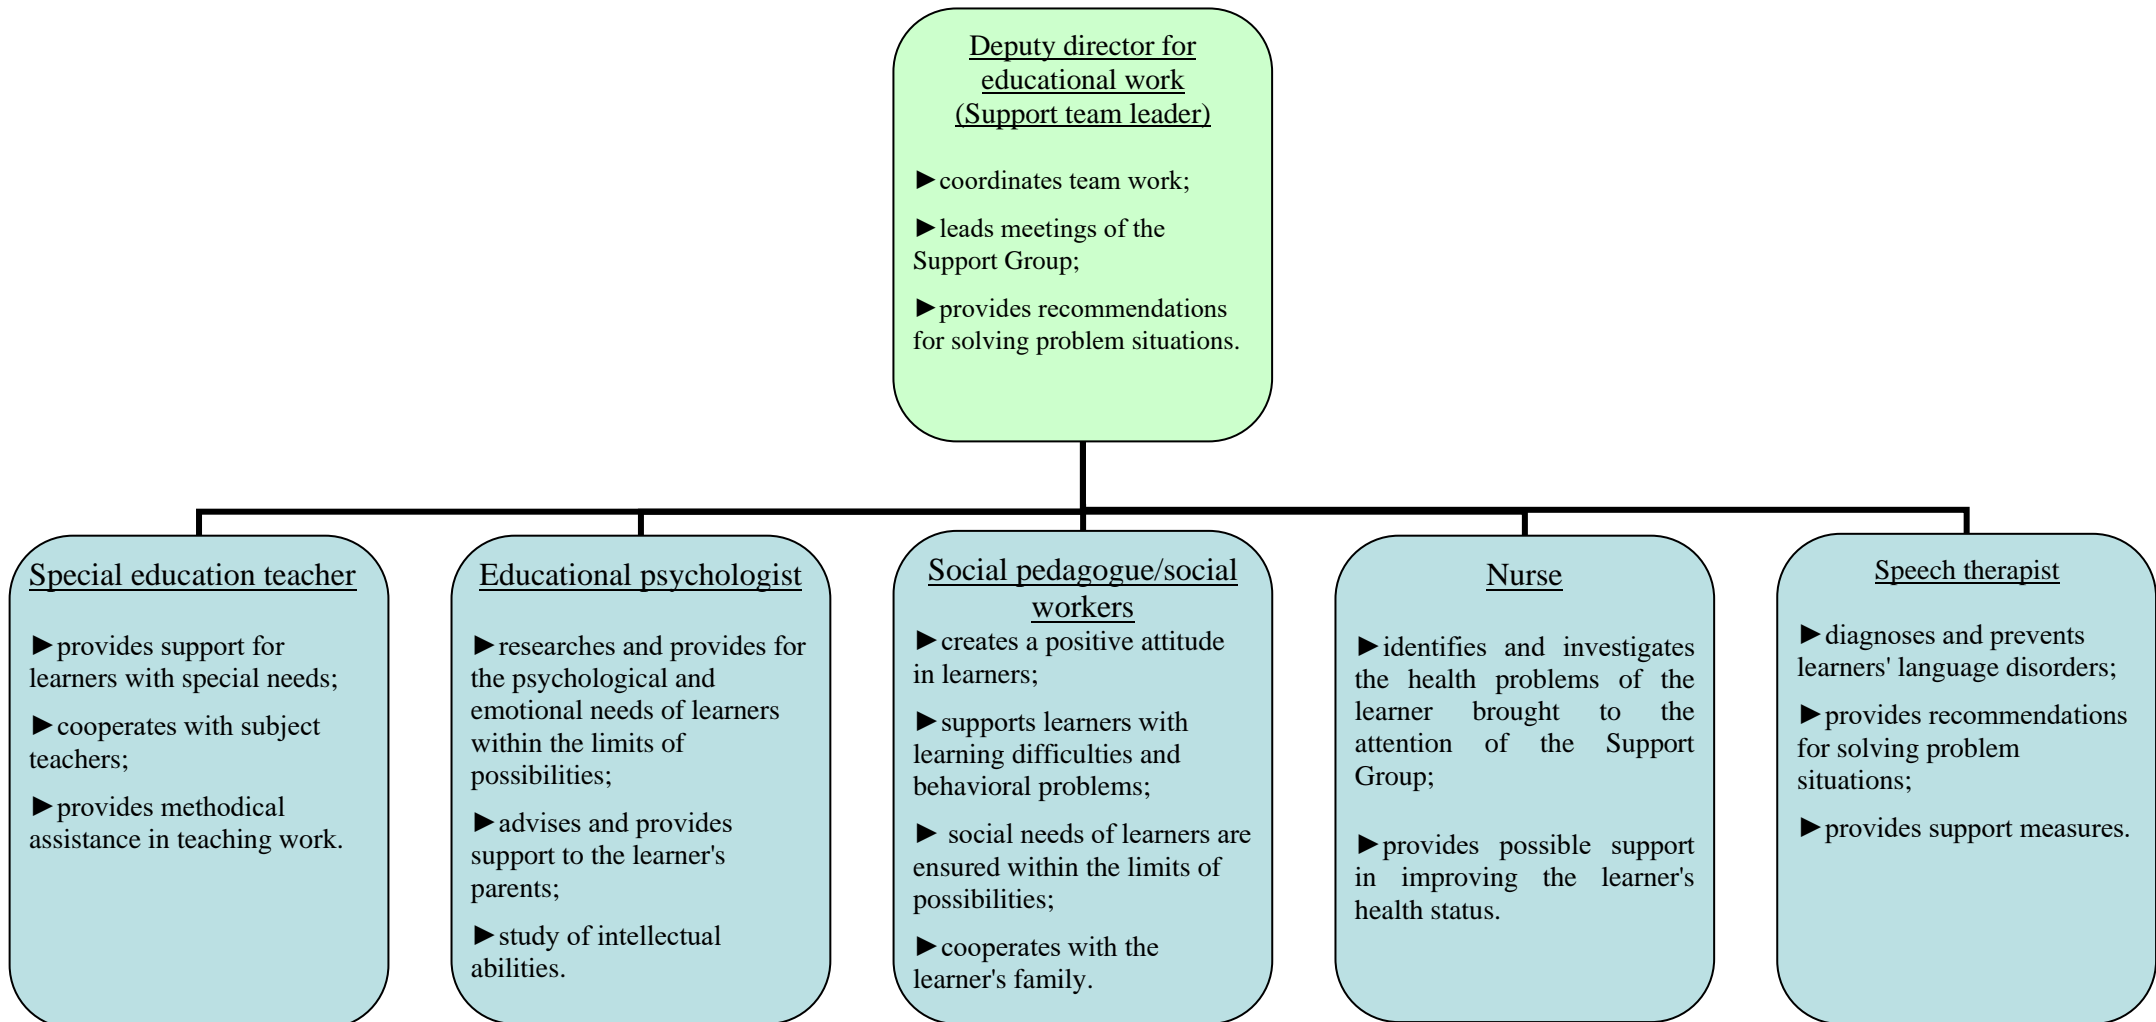 Deputy director for
educational work
(Support team leader)
►coordinates team work;
►leads meetings of the
Support Group;
►provides recommendations
for solving problem situations.
Special education teacher
►provides support for
learners with special needs;
►cooperates with subject
teachers;
►provides methodical
assistance in teaching work.
Educational psychologist
►researches and provides for
the psychological and
emotional needs of learners
within the limits of
possibilities;
►advises and provides
support to the learner's
parents;
►study of intellectual
abilities.
Social pedagogue/social
workers
►creates a positive attitude
in learners;
►supports learners with
learning difficulties and
behavioral problems;
► social needs of learners are
ensured within the limits of
possibilities;
►cooperates with the
learner's family.
Nurse
►identifies and investigates
the health problems of the
learner brought to the
attention of the Support
Group;
►provides possible support
in improving the learner's
health status.
Speech therapist
►diagnoses and prevents
learners' language disorders;
►provides recommendations
for solving problem
situations;
►provides support measures.